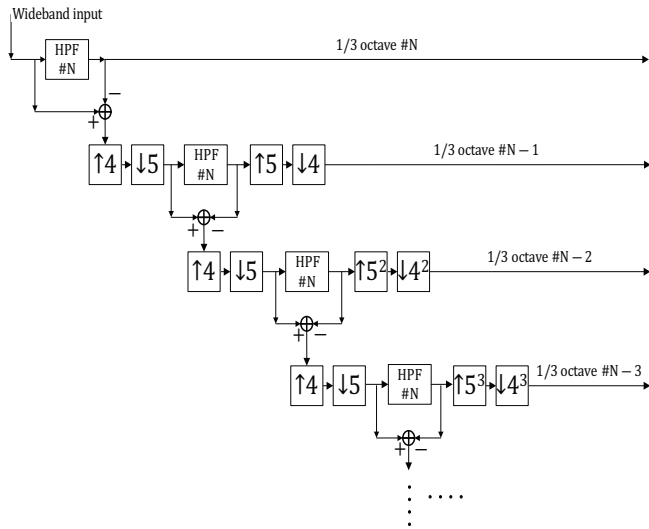 Wideband input
HPF
#N
1/3 octave #N
−
+
↑4
↓5
HPF
#N
↑5
↓4
1/3 octave #N − 1
+
−
↑4
↓5
HPF
#N
↑5²
↓4²
1/3 octave #N − 2
+
−
↑4
↓5
HPF
#N
↑5³
↓4³
1/3 octave #N − 3
+
−